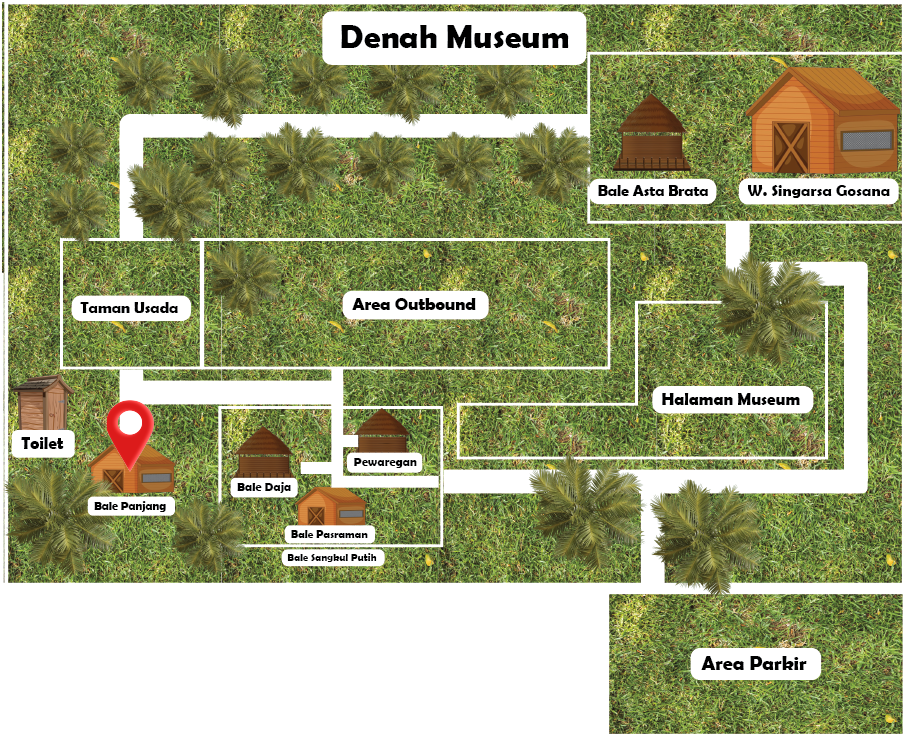 Denah Museum
Bale Asta Brata
W. Singarsa Gosana
Taman Usada
Area Outbound
Halaman Museum
Toilet
Pewaregan
Bale Daja
Bale Panjang
Bale Pasraman
Bale Sangkul Putih
Area Parkir